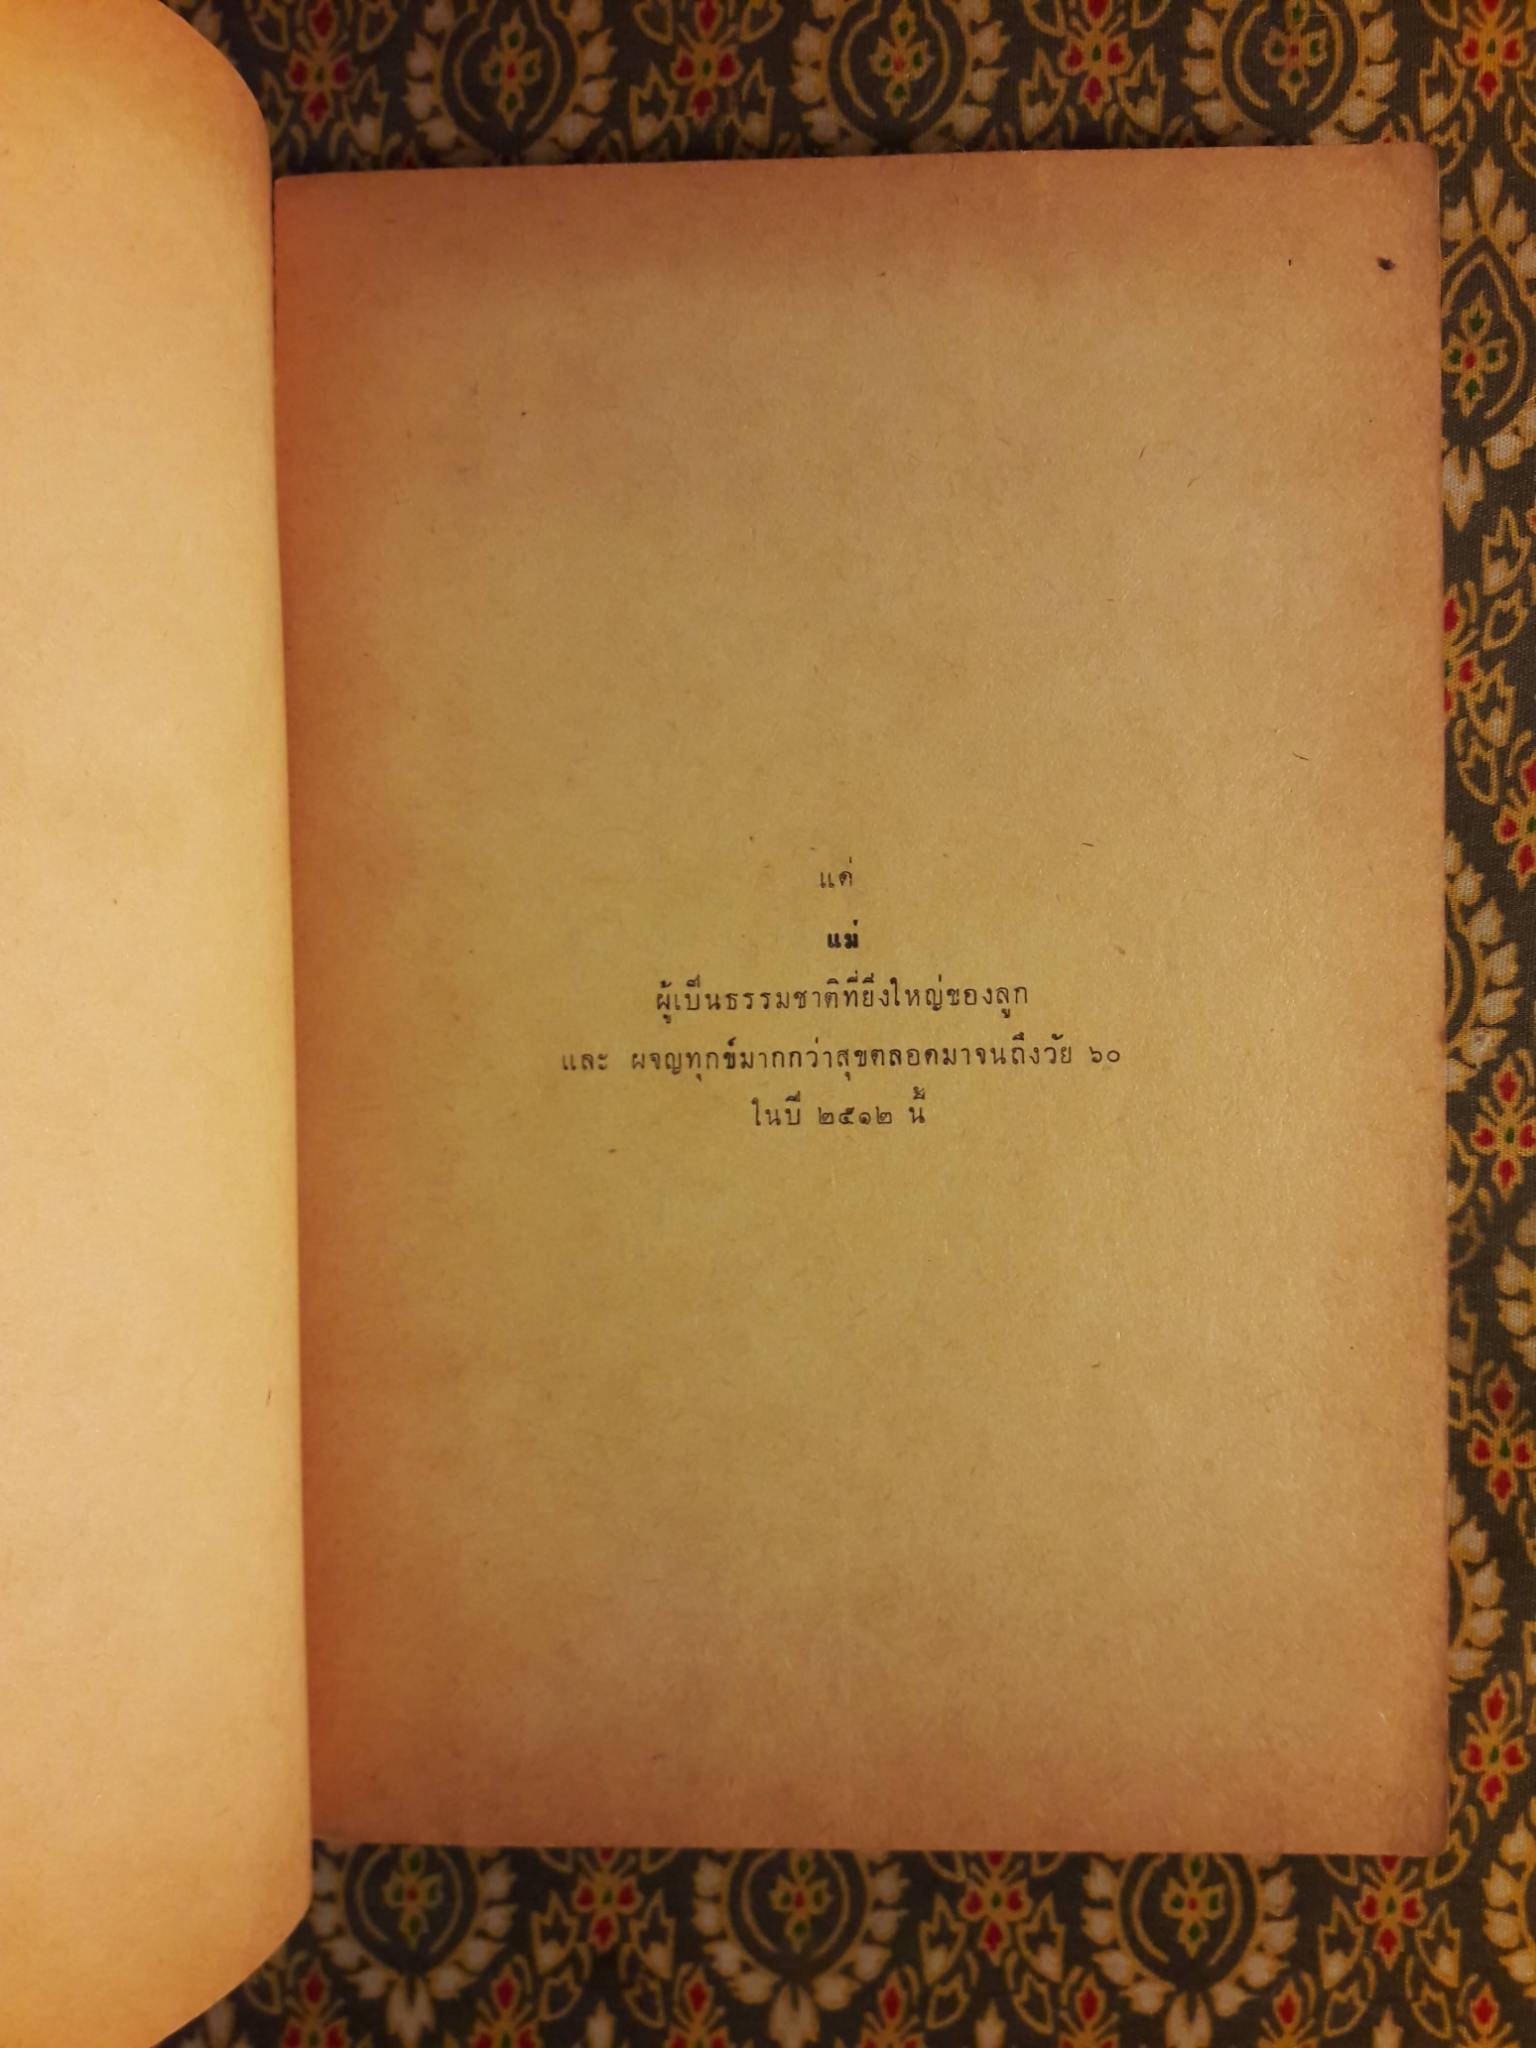 แด่
แม่
ผู้เป็นธรรมชาติที่ยิ่งใหญ่ของลูก
และ ผจญทุกข์มากกว่าสุขตลอดมาจนถึงวัย ๖๐
ในปี ๒๕๑๒ นี้